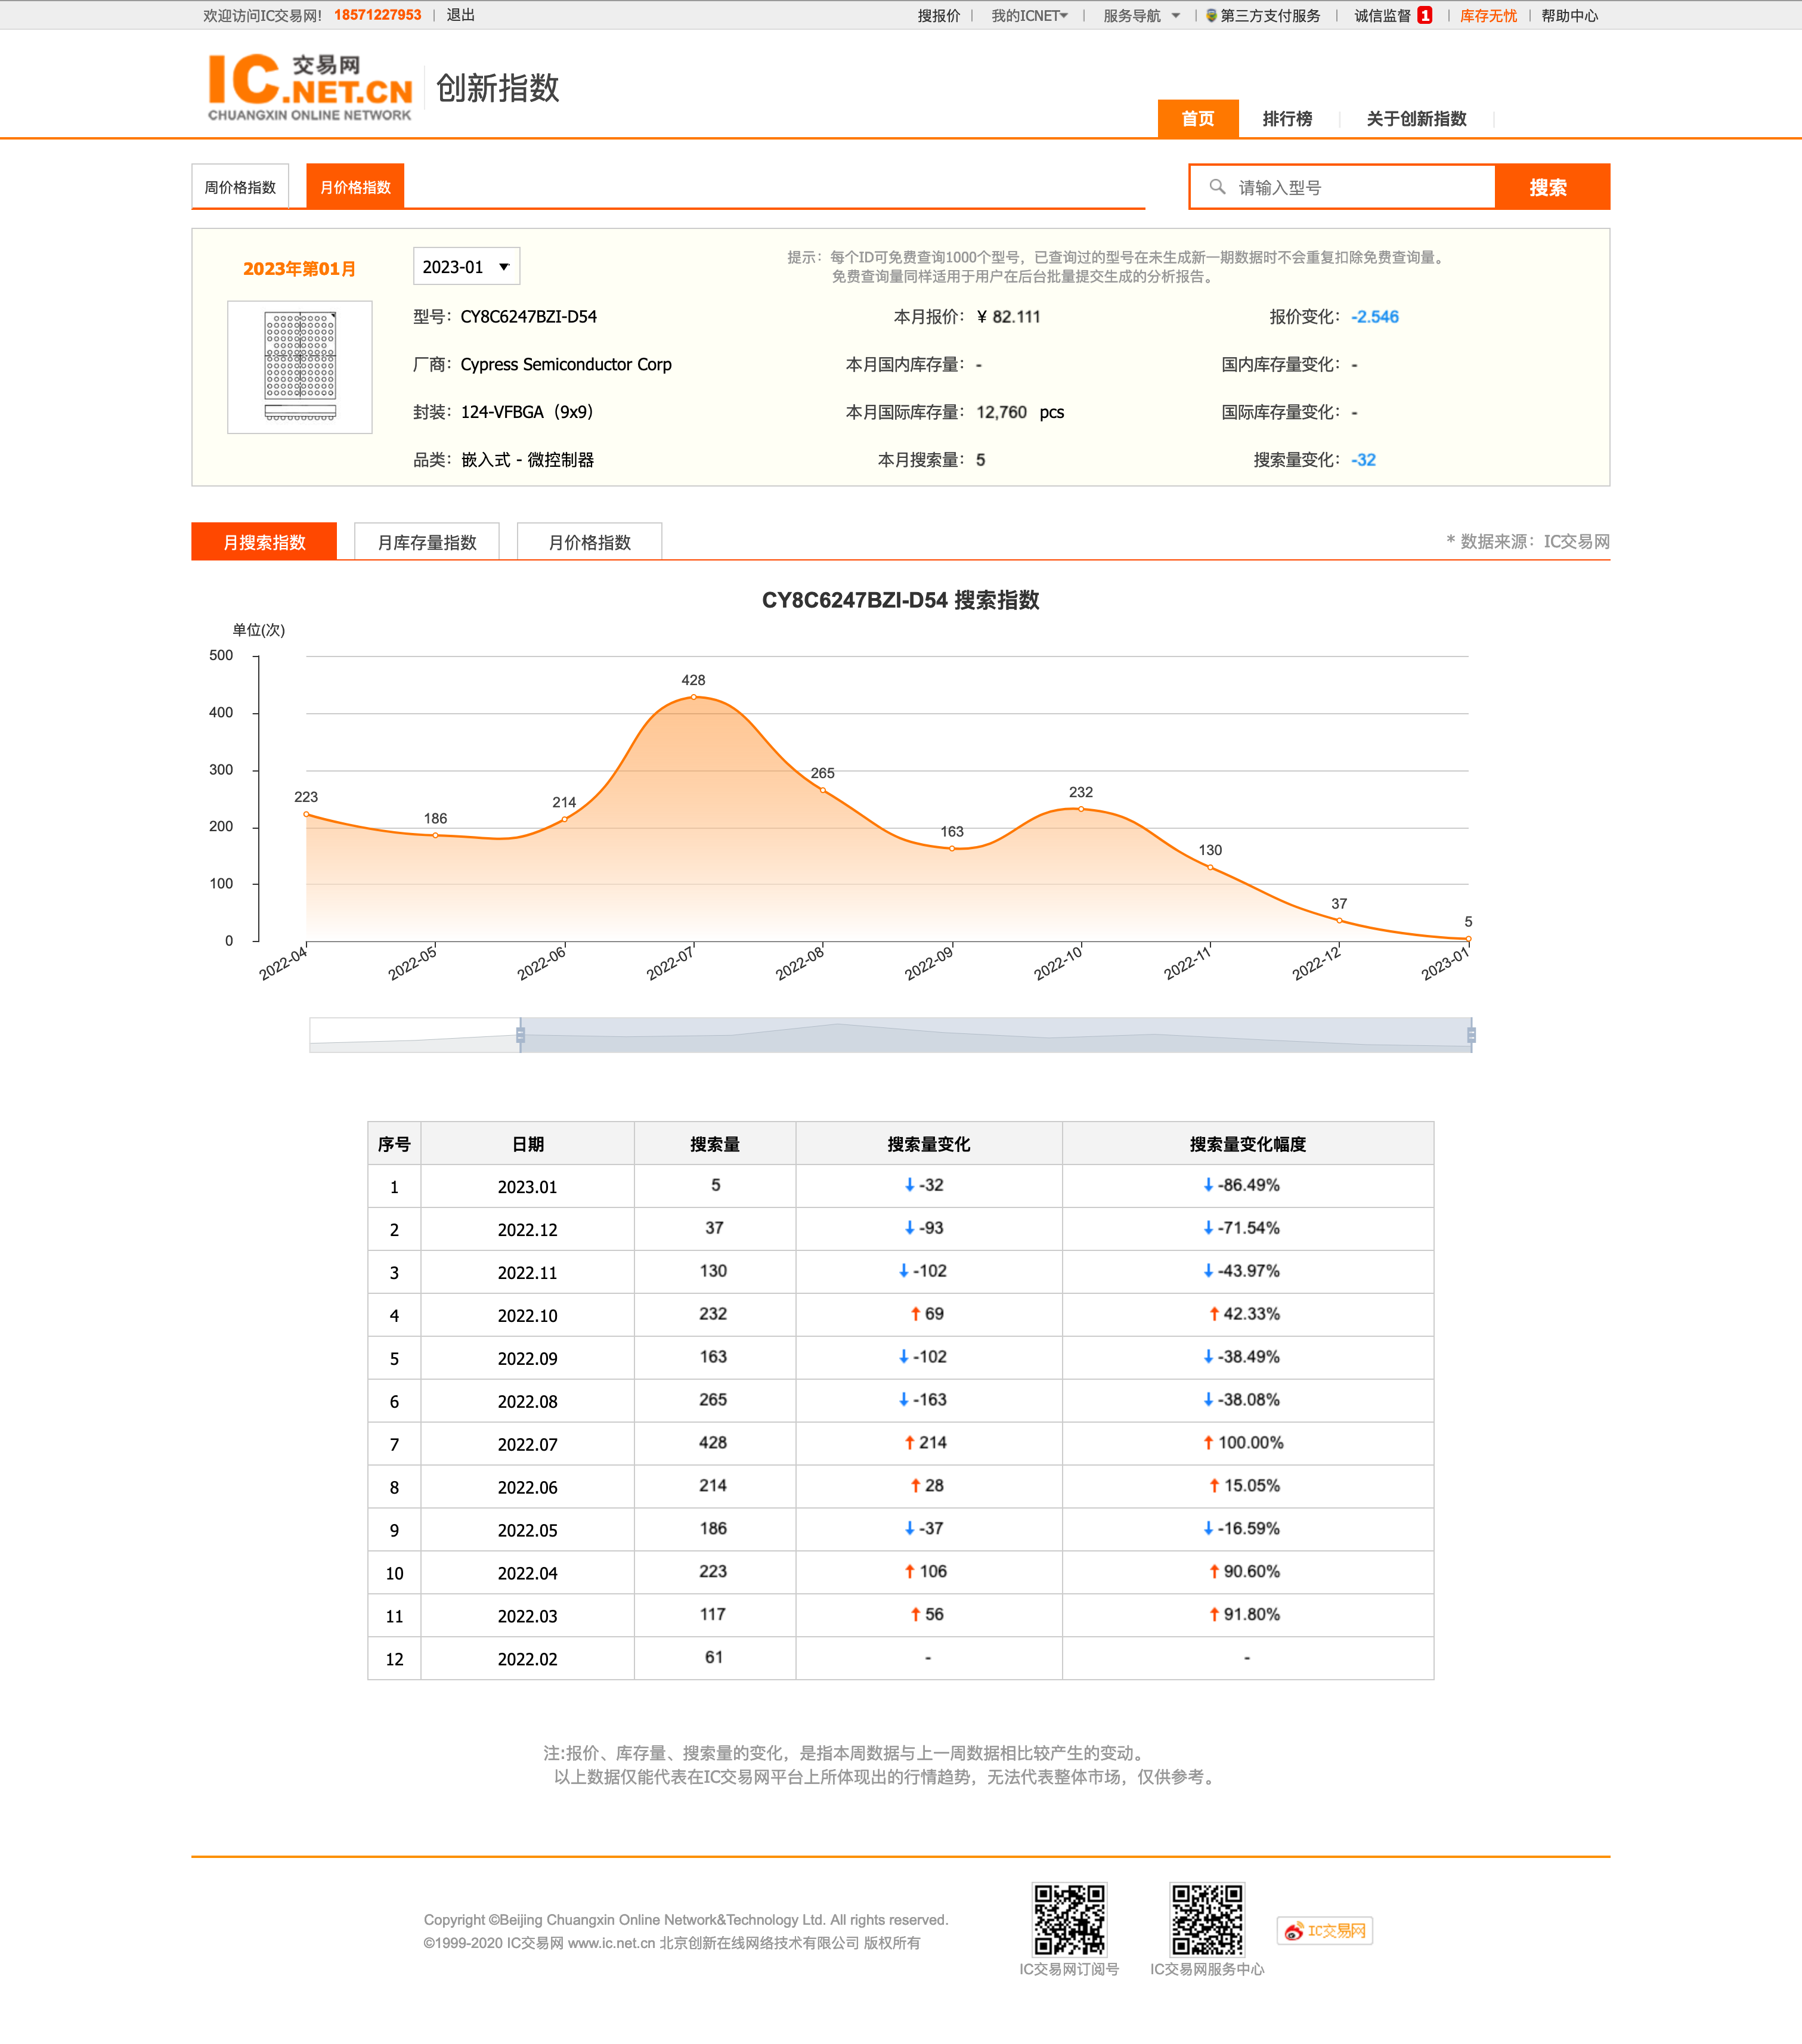 欢迎访问IC交易网! 18571227953 | 退出 搜报价 | 我的ICNET | 服务导航 | 第三方支付服务 | 诚信监督 1 | 库存无忧 | 帮助中心
IC 交易网 .NET.CN
CHUANGXIN ONLINE NETWORK
创新指数
首页 排行榜 关于创新指数
周价格指数 月价格指数 请输入型号 搜索
2023年第01月 2023-01
提示：每个ID可免费查询1000个型号，已查询过的型号在未生成新一期数据时不会重复扣除免费查询量。
免费查询量同样适用于用户在后台批量提交生成的分析报告。
型号：CY8C6247BZI-D54 本月报价：¥ 82.111 报价变化：-2.546
厂商：Cypress Semiconductor Corp 本月国内库存量：- 国内库存量变化：-
封装：124-VFBGA（9x9） 本月国际库存量：12,760 pcs 国际库存量变化：-
品类：嵌入式 - 微控制器 本月搜索量：5 搜索量变化：-32
月搜索指数 月库存量指数 月价格指数 * 数据来源：IC交易网
CY8C6247BZI-D54 搜索指数
单位(次)
500
400
300
200
100
0
223
186
214
428
265
163
232
130
37
5
2022-04 2022-05 2022-06 2022-07 2022-08 2022-09 2022-10 2022-11 2022-12 2023-01
序号 日期 搜索量 搜索量变化 搜索量变化幅度
1 2023.01 5 ↓ -32 ↓ -86.49%
2 2022.12 37 ↓ -93 ↓ -71.54%
3 2022.11 130 ↓ -102 ↓ -43.97%
4 2022.10 232 ↑ 69 ↑ 42.33%
5 2022.09 163 ↓ -102 ↓ -38.49%
6 2022.08 265 ↓ -163 ↓ -38.08%
7 2022.07 428 ↑ 214 ↑ 100.00%
8 2022.06 214 ↑ 28 ↑ 15.05%
9 2022.05 186 ↓ -37 ↓ -16.59%
10 2022.04 223 ↑ 106 ↑ 90.60%
11 2022.03 117 ↑ 56 ↑ 91.80%
12 2022.02 61 - -
注:报价、库存量、搜索量的变化，是指本周数据与上一周数据相比较产生的变动。
以上数据仅能代表在IC交易网平台上所体现出的行情趋势，无法代表整体市场，仅供参考。
Copyright ©Beijing Chuangxin Online Network&Technology Ltd. All rights reserved.
©1999-2020 IC交易网 www.ic.net.cn 北京创新在线网络技术有限公司 版权所有
IC交易网
IC交易网订阅号 IC交易网服务中心